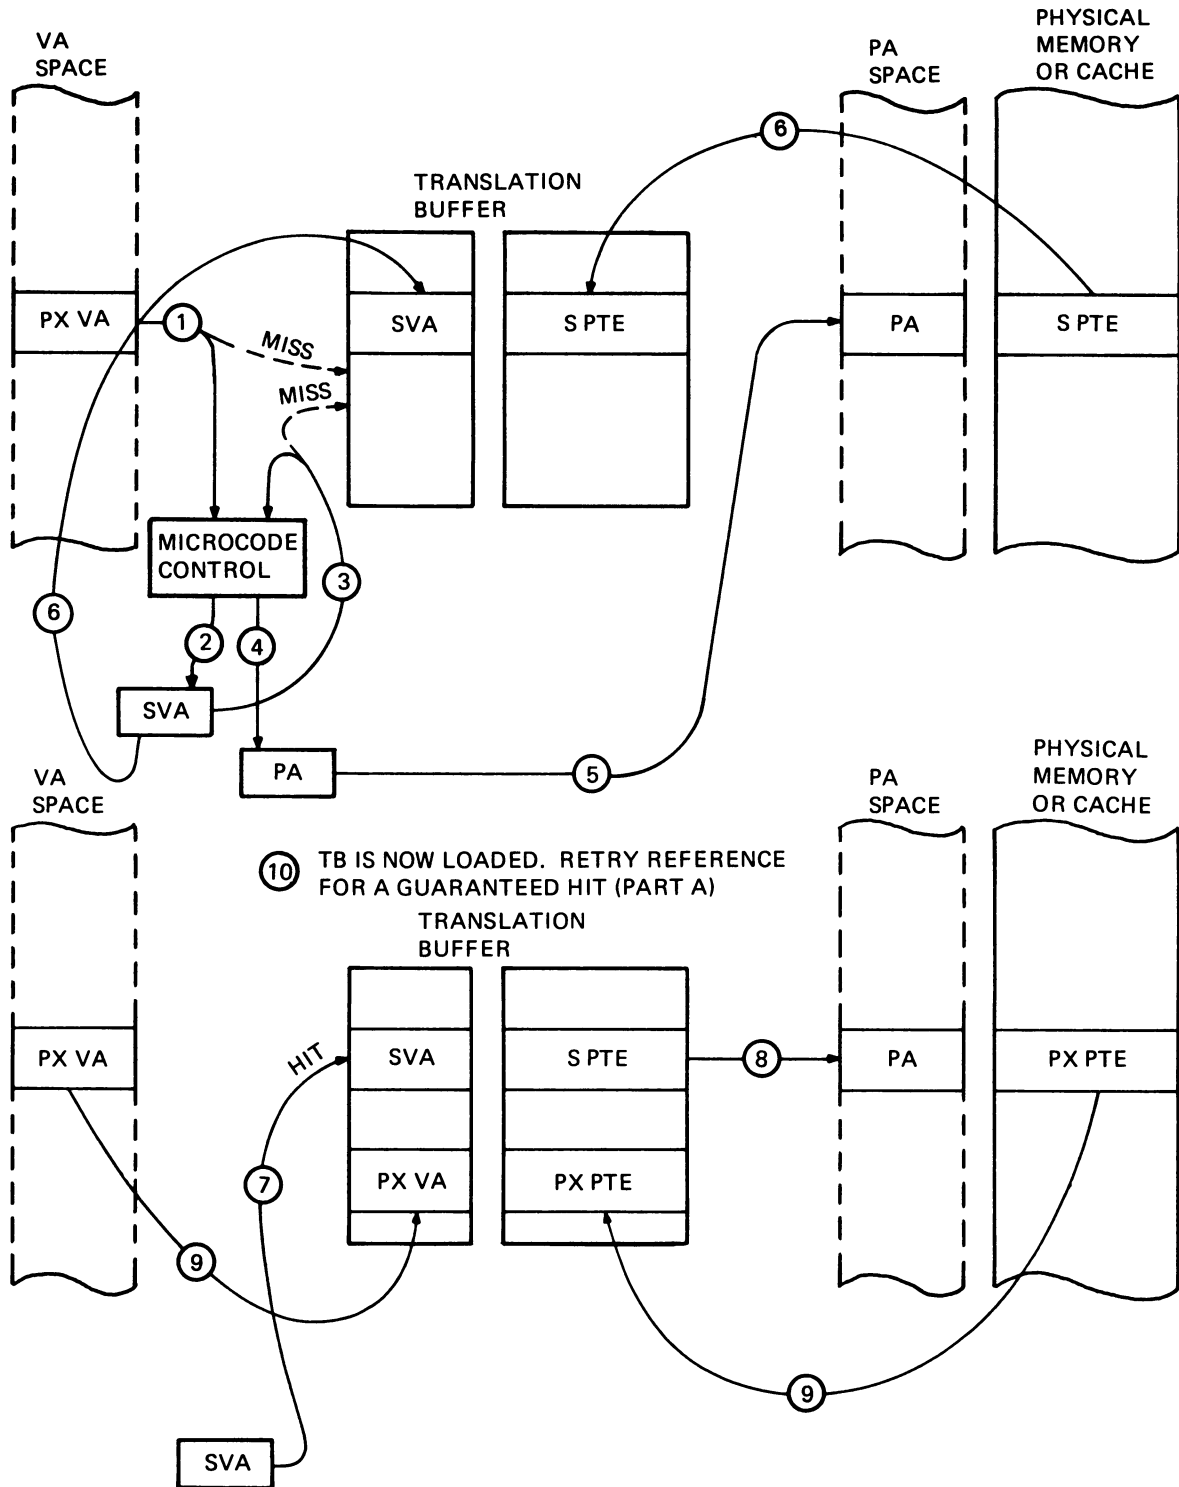 VA
SPACE
PA
SPACE
PHYSICAL
MEMORY
OR CACHE
6
TRANSLATION
BUFFER
PX VA
1
MISS
MISS
SVA
S PTE
PA
S PTE
MICROCODE
CONTROL
3
6
2
4
SVA
PA
5
VA
SPACE
PA
SPACE
PHYSICAL
MEMORY
OR CACHE
10 TB IS NOW LOADED. RETRY REFERENCE
FOR A GUARANTEED HIT (PART A)
TRANSLATION
BUFFER
PX VA
HIT
SVA
S PTE
8
PA
PX PTE
7
PX VA
PX PTE
9
9
SVA